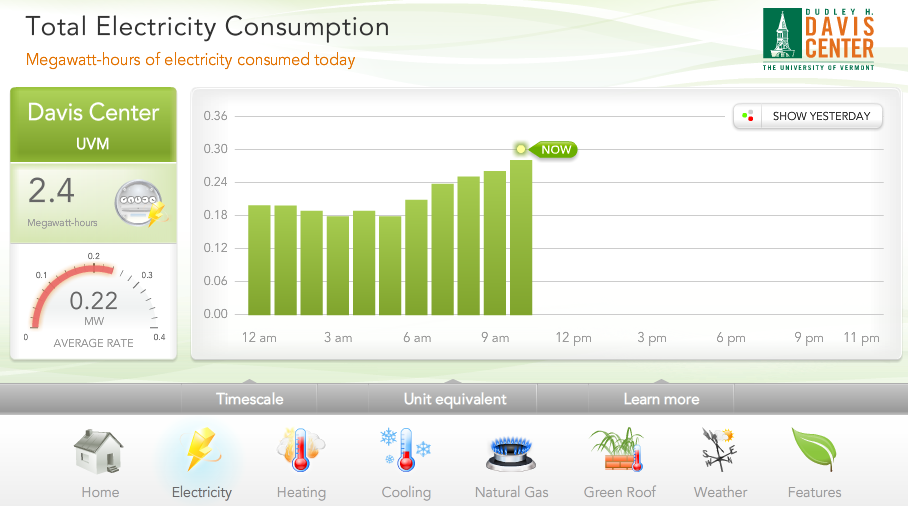 Total Electricity Consumption
Megawatt-hours of electricity consumed today
DUDLEY H.
DAVIS
CENTER
THE UNIVERSITY OF VERMONT
Davis Center
UVM
2.4
Megawatt-hours
0
0.1
0.2
0.3
0.4
0.22
MW
AVERAGE RATE
SHOW YESTERDAY
0.36
0.30
0.24
0.18
0.12
0.06
0.00
NOW
12 am 3 am 6 am 9 am 12 pm 3 pm 6 pm 9 pm 11 pm
Timescale Unit equivalent Learn more
S W N E
Home Electricity Heating Cooling Natural Gas Green Roof Weather Features